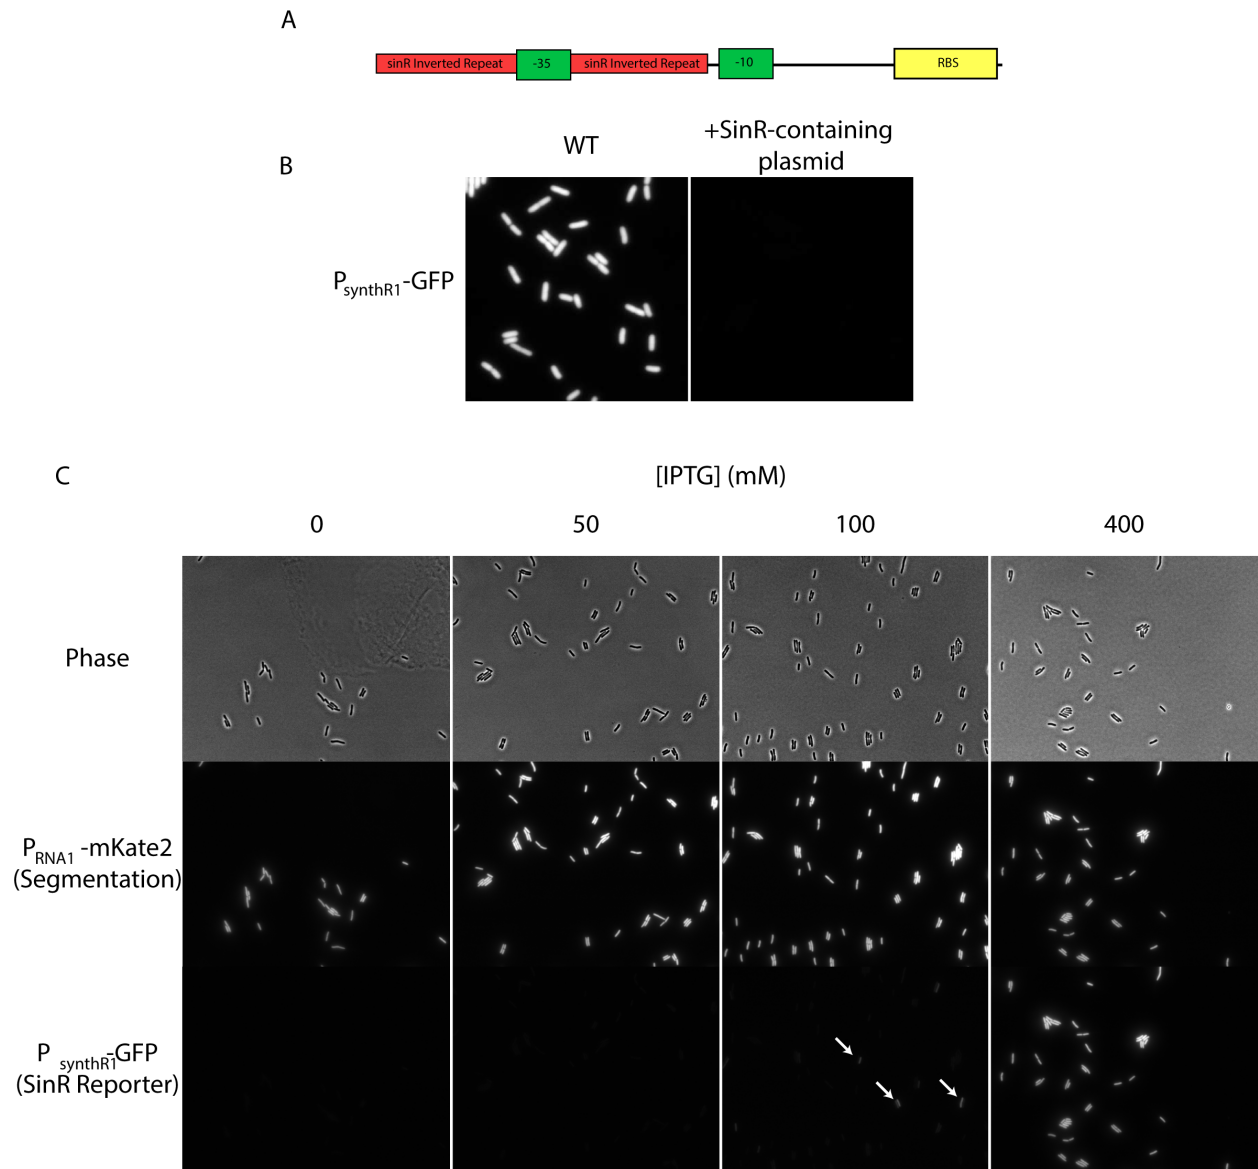 A
sinR Inverted Repeat -35 sinR Inverted Repeat -10 RBS
WT
+SinR-containing
plasmid
B
PsynthR1-GFP
C
[IPTG] (mM)
0 50 100 400
Phase
PRNA1 -mKate2
(Segmentation)
P synthR1-GFP
(SinR Reporter)